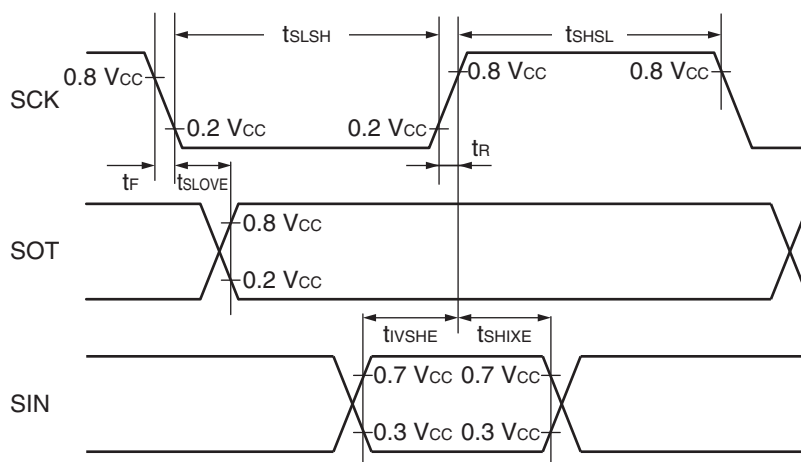 tSLSH tSHSL
SCK 0.8 VCC 0.8 VCC 0.8 VCC
0.2 VCC 0.2 VCC
tF tSLOVE tR
SOT 0.8 VCC
0.2 VCC
tIVSHE tSHIXE
SIN 0.7 VCC 0.7 VCC
0.3 VCC 0.3 VCC